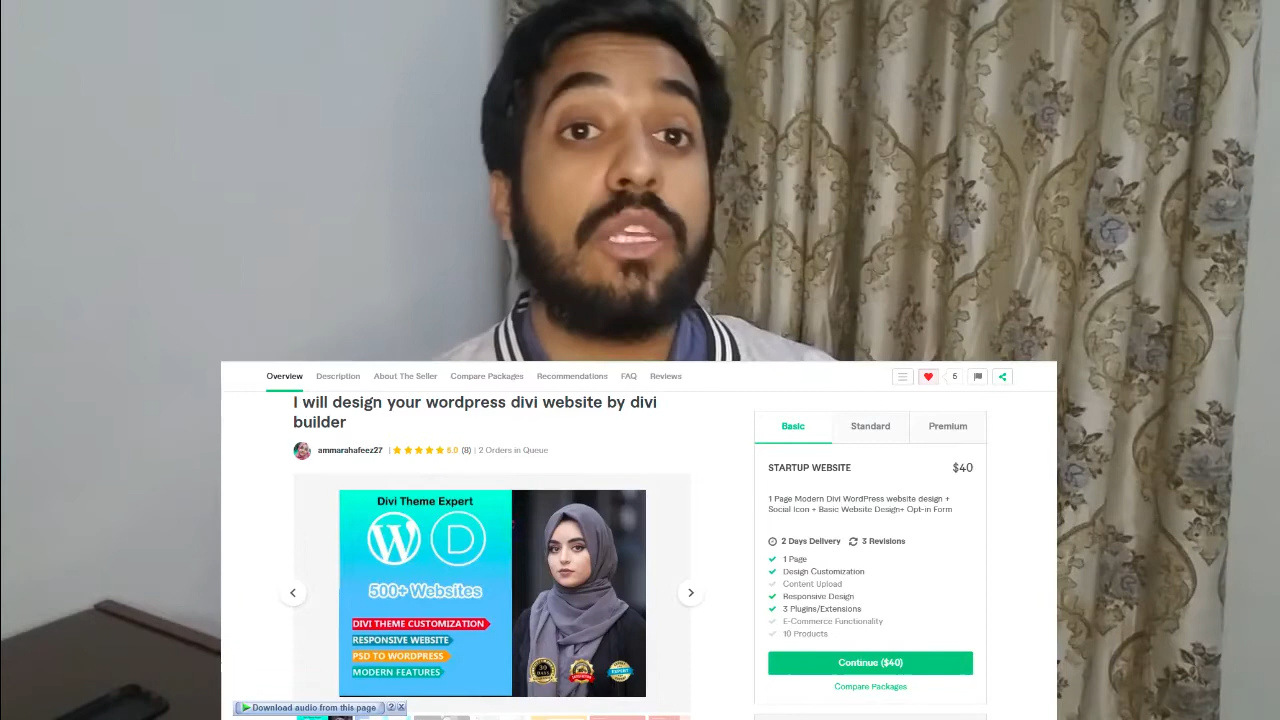 Overview Description About The Seller Compare Packages Recommendations FAQ Reviews 5
I will design your wordpress divi website by divi
builder
ammarahafeez27 | 5.0 (8) | 2 Orders in Queue
Divi Theme Expert
W D
500+ Websites
DIVI THEME CUSTOMIZATION
RESPONSIVE WEBSITE
PSD TO WORDPRESS
MODERN FEATURES
Basic Standard Premium
STARTUP WEBSITE $40
1 Page Modern Divi WordPress website design +
Social Icon + Basic Website Design+ Opt-in Form
2 Days Delivery 3 Revisions
1 Page
Design Customization
Content Upload
Responsive Design
3 Plugins/Extensions
E-Commerce Functionality
10 Products
Continue ($40)
Compare Packages
Download audio from this page ? X